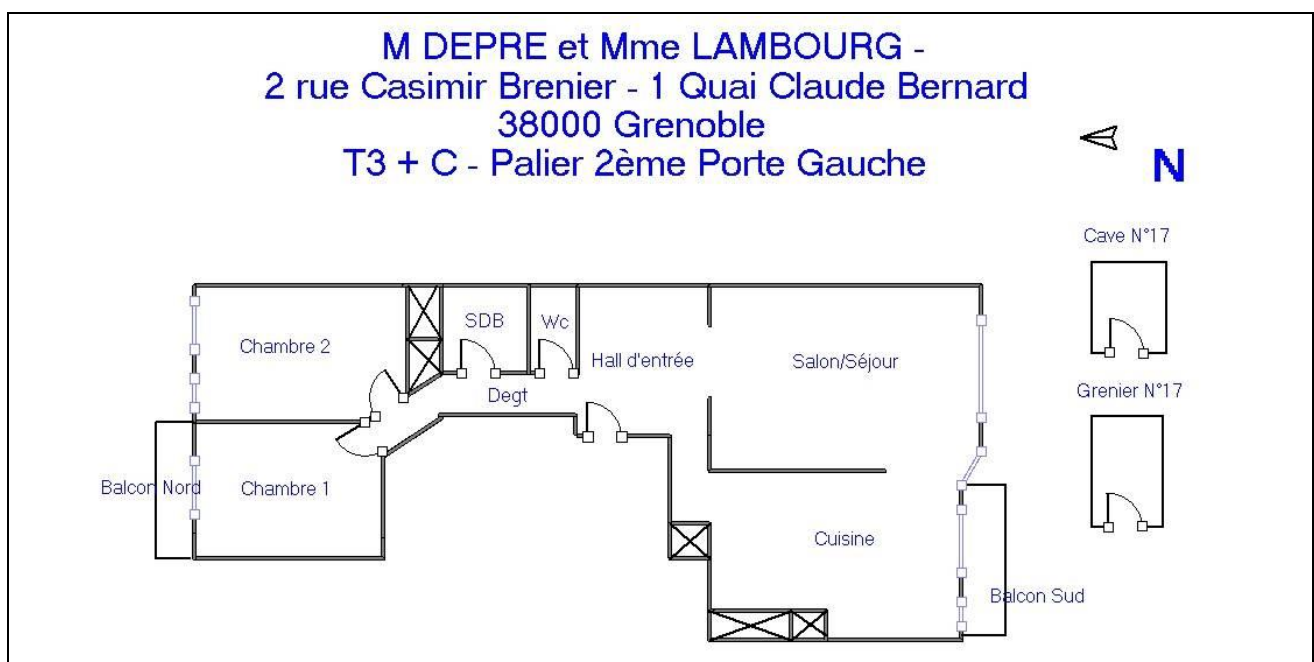 M DEPRE et Mme LAMBOURG -
2 rue Casimir Brenier - 1 Quai Claude Bernard
38000 Grenoble
T3 + C - Palier 2ème Porte Gauche
N
Cave N°17
SDB
Wc
Chambre 2
Hall d'entrée
Salon/Séjour
Degt
Grenier N°17
Balcon Nord
Chambre 1
Cuisine
Balcon Sud